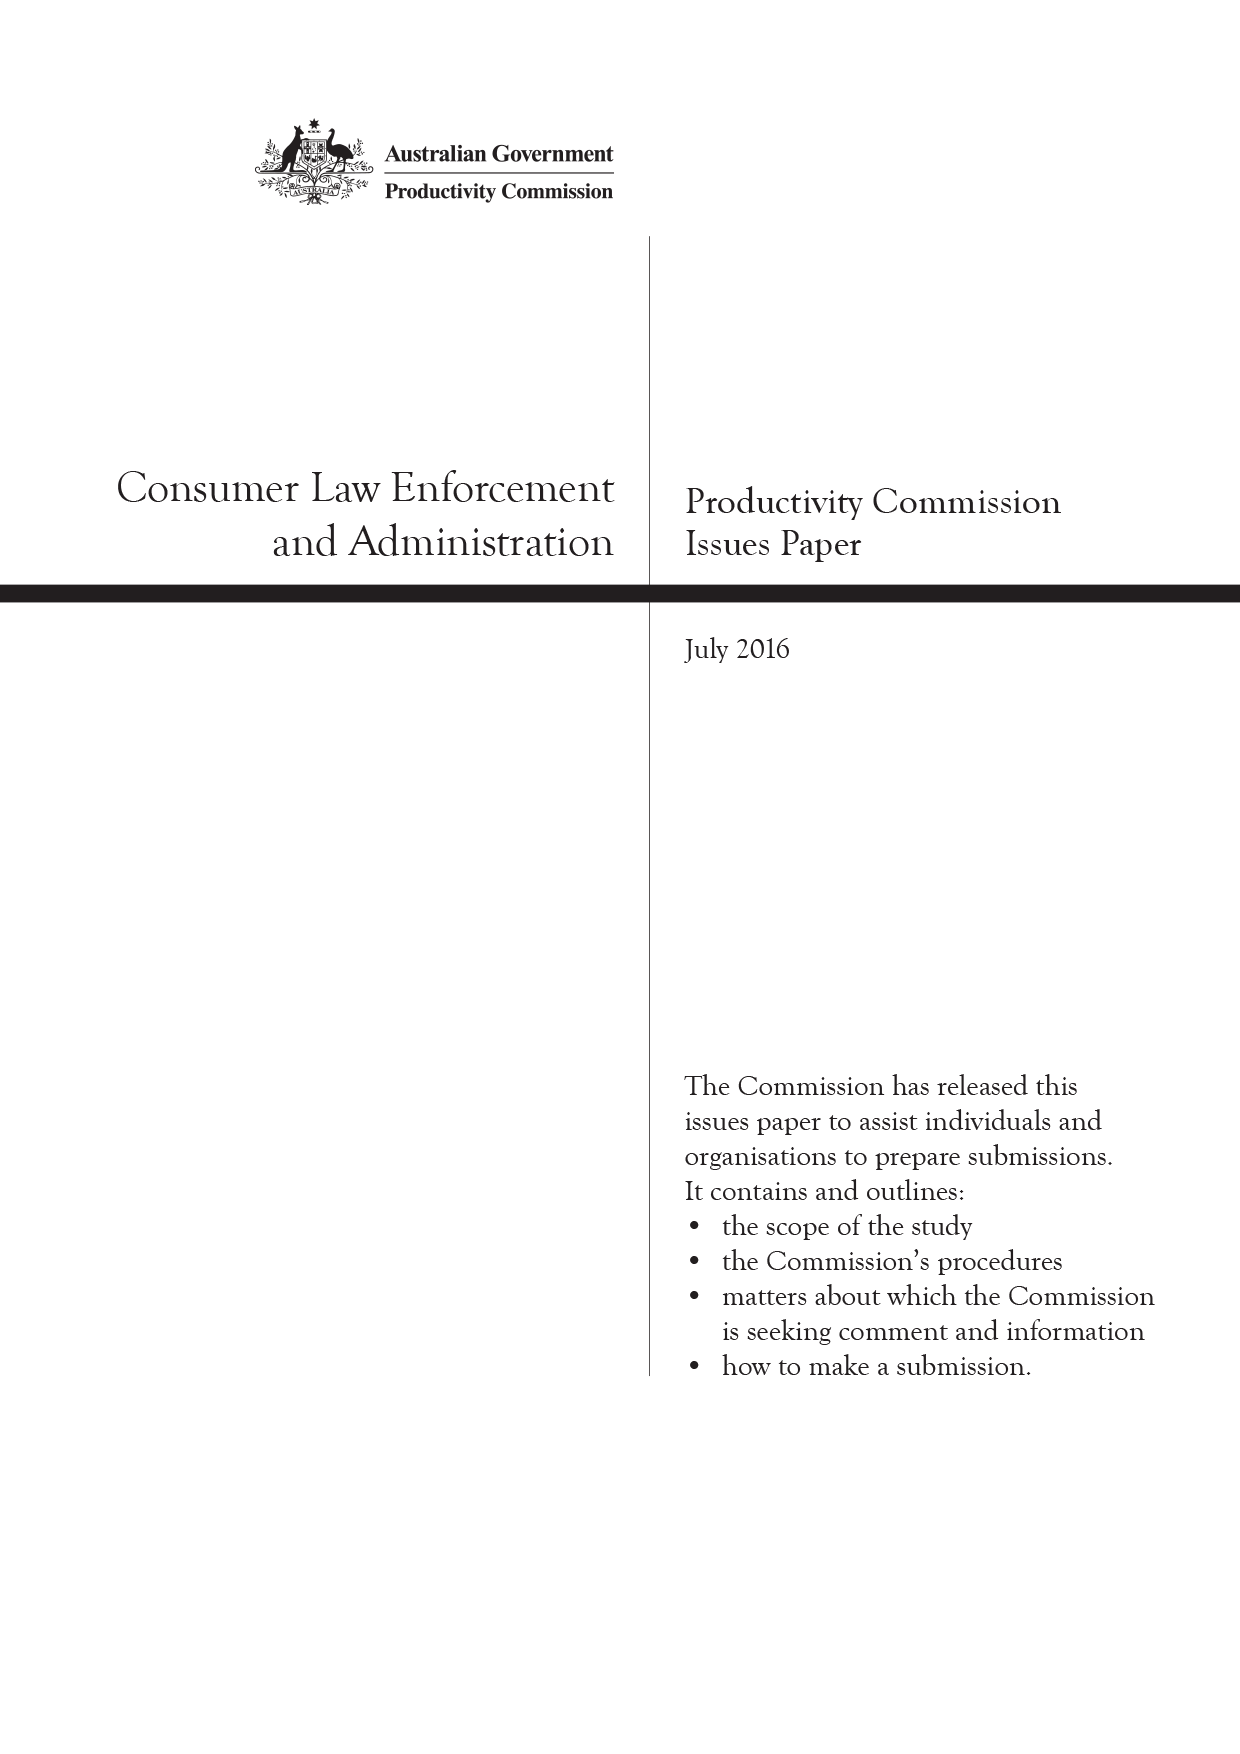 AUSTRALIA
Australian Government
Productivity Commission
Consumer Law Enforcement
and Administration
Productivity Commission
Issues Paper
July 2016
The Commission has released this
issues paper to assist individuals and
organisations to prepare submissions.
It contains and outlines:
• the scope of the study
• the Commission’s procedures
• matters about which the Commission
is seeking comment and information
• how to make a submission.